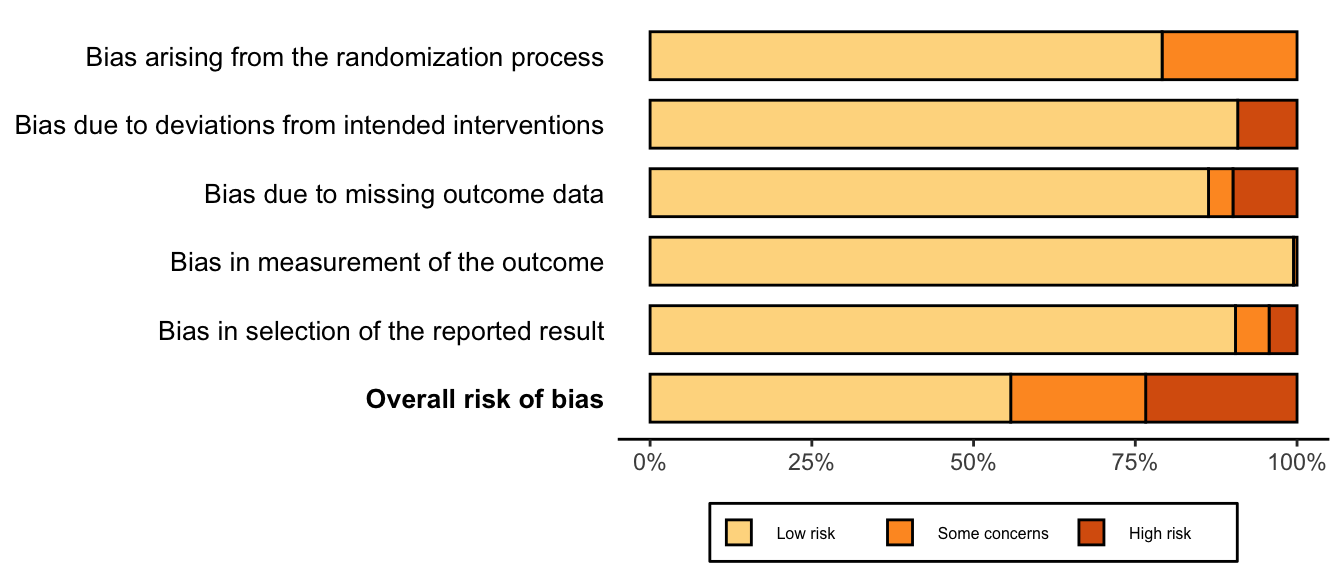 Bias arising from the randomization process
Bias due to deviations from intended interventions
Bias due to missing outcome data
Bias in measurement of the outcome
Bias in selection of the reported result
Overall risk of bias
0% 25% 50% 75% 100%
Low risk Some concerns High risk